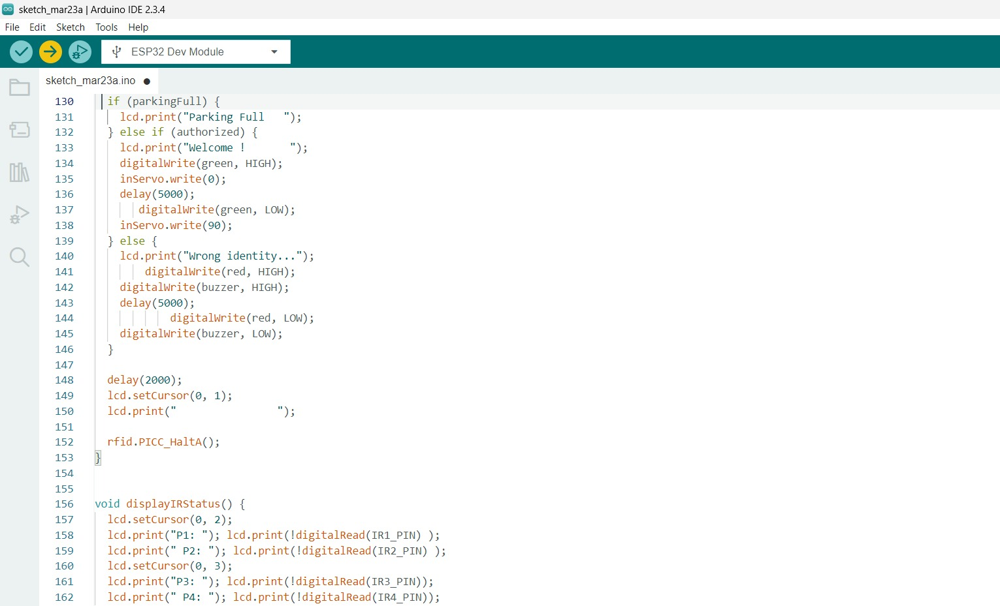 sketch_mar23a | Arduino IDE 2.3.4
File Edit Sketch Tools Help
ESP32 Dev Module
sketch_mar23a.ino
130 if (parkingFull) {
131 lcd.print("Parking Full   ");
132 } else if (authorized) {
133 lcd.print("Welcome !       ");
134 digitalWrite(green, HIGH);
135 inServo.write(0);
136 delay(5000);
137 digitalWrite(green, LOW);
138 inServo.write(90);
139 } else {
140 lcd.print("Wrong identity...");
141 digitalWrite(red, HIGH);
142 digitalWrite(buzzer, HIGH);
143 delay(5000);
144 digitalWrite(red, LOW);
145 digitalWrite(buzzer, LOW);
146 }
147
148 delay(2000);
149 lcd.setCursor(0, 1);
150 lcd.print("                ");
151
152 rfid.PICC_HaltA();
153 }
154
155
156 void displayIRStatus() {
157 lcd.setCursor(0, 2);
158 lcd.print("P1: "); lcd.print(!digitalRead(IR1_PIN) );
159 lcd.print(" P2: "); lcd.print(!digitalRead(IR2_PIN) );
160 lcd.setCursor(0, 3);
161 lcd.print("P3: "); lcd.print(!digitalRead(IR3_PIN));
162 lcd.print(" P4: "); lcd.print(!digitalRead(IR4_PIN));